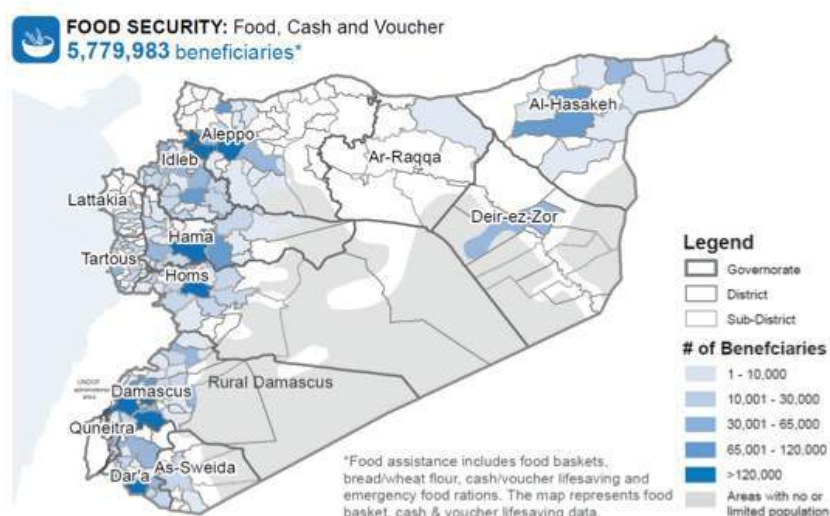 FOOD SECURITY: Food, Cash and Voucher
5,779,983 beneficiaries*
Al-Hasakeh
Aleppo
Idleb
Ar-Raqqa
Lattakia
Deir-ez-Zor
Hama
Tartous
Homs
Legend
Governorate
District
Sub-District
# of Benefciaries
1 - 10,000
10,001 - 30,000
30,001 - 65,000
65,001 - 120,000
>120,000
Areas with no or
limited population
Rural Damascus
Damascus
Quneitra
As-Sweida
Dar'a
*Food assistance includes food baskets,
bread/wheat flour, cash/voucher lifesaving and
emergency food rations. The map represents food
basket, cash & voucher lifesaving data.